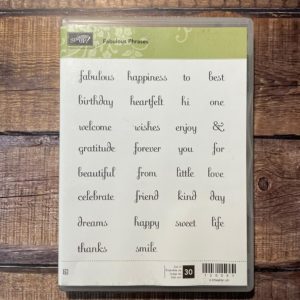 Fabulous Phrases
fabulous happiness to best
birthday heartfelt hi one
welcome wishes enjoy &
gratitude forever you for
beautiful from little love
celebrate friend kind day
dreams happy sweet life
thanks smile
30